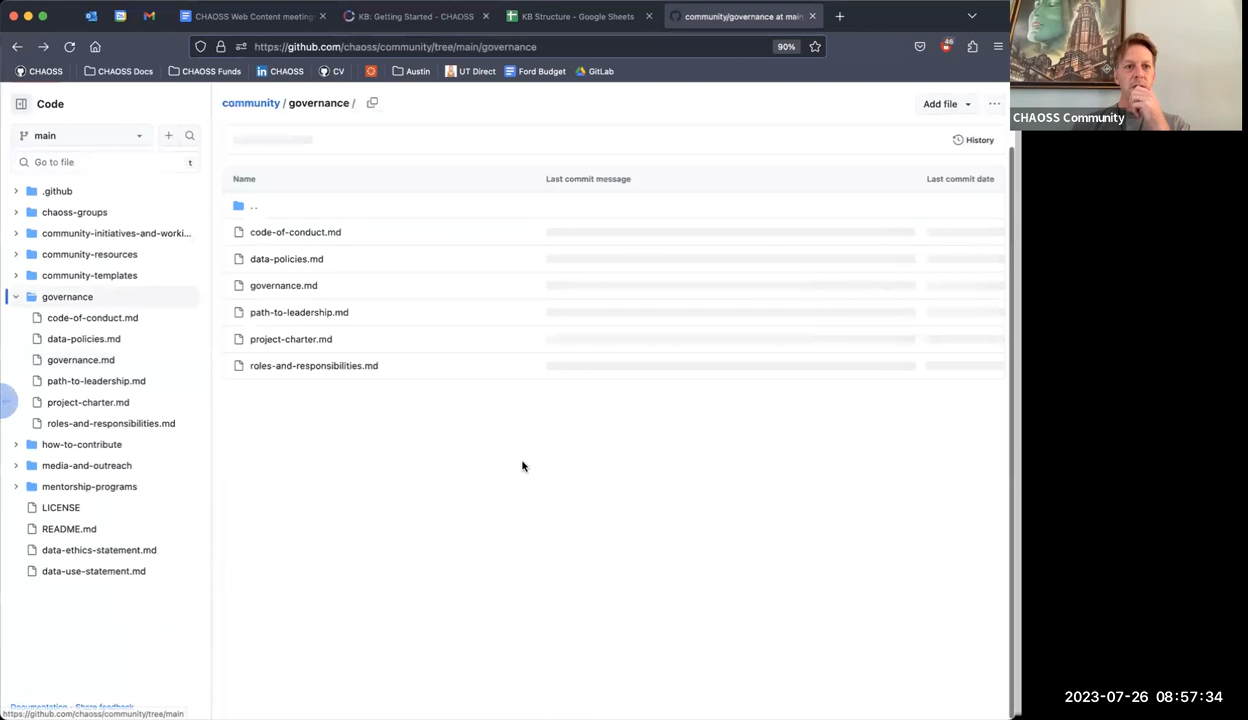 CHAOSS Web Content meeting
KB: Getting Started - CHAOSS
KB Structure - Google Sheets
community/governance at main
https://github.com/chaoss/community/tree/main/governance
90%
46
CHAOSS
CHAOSS Docs
CHAOSS Funds
CHAOSS
CV
Austin
UT Direct
Ford Budget
GitLab
CHAOSS Community
Code
community / governance /
Add file
main
History
Go to file
t
Name
Last commit message
Last commit date
..
.github
chaoss-groups
community-initiatives-and-worki...
community-resources
community-templates
governance
code-of-conduct.md
data-policies.md
governance.md
path-to-leadership.md
project-charter.md
roles-and-responsibilities.md
how-to-contribute
media-and-outreach
mentorship-programs
LICENSE
README.md
data-ethics-statement.md
data-use-statement.md
code-of-conduct.md
data-policies.md
governance.md
path-to-leadership.md
project-charter.md
roles-and-responsibilities.md
Documentation · Share feedback
https://github.com/chaoss/community/tree/main
2023-07-26 08:57:34